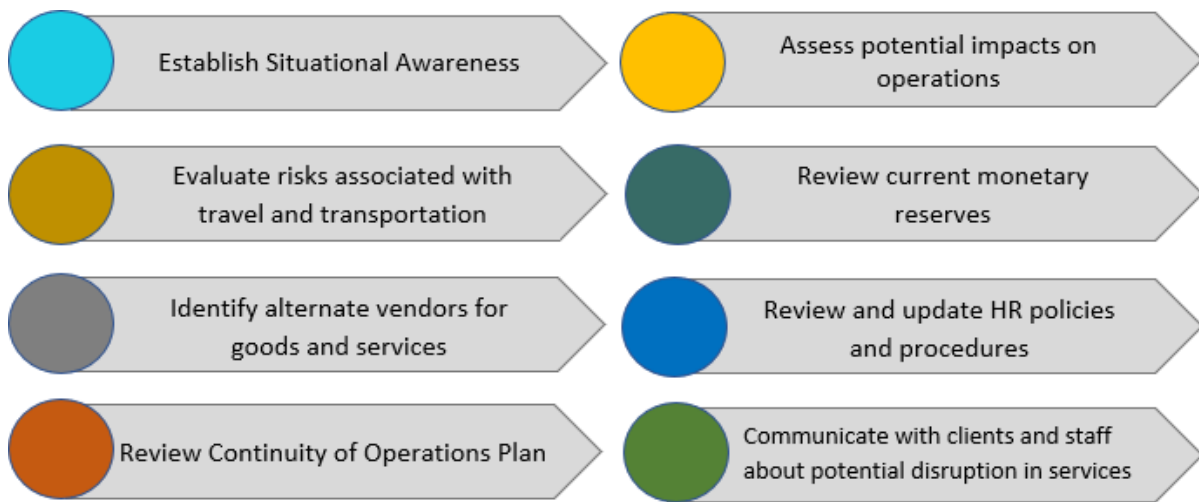 Establish Situational Awareness
Assess potential impacts on
operations
Evaluate risks associated with
travel and transportation
Review current monetary
reserves
Identify alternate vendors for
goods and services
Review and update HR policies
and procedures
Review Continuity of Operations Plan
Communicate with clients and staff
about potential disruption in services